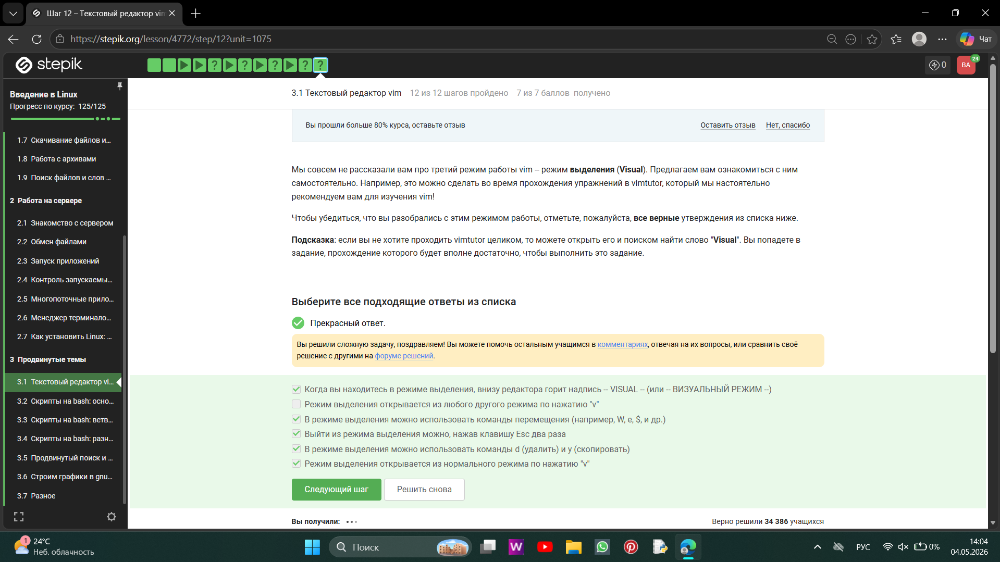 Шаг 12 – Текстовый редактор vim
https://stepik.org/lesson/4772/step/12?unit=1075
Чат
stepik
0
BA
24
Введение в Linux
Прогресс по курсу: 125/125
1.7 Скачивание файлов и...
1.8 Работа с архивами
1.9 Поиск файлов и слов ...
2 Работа на сервере
2.1 Знакомство с сервером
2.2 Обмен файлами
2.3 Запуск приложений
2.4 Контроль запускаемы...
2.5 Многопоточные прило...
2.6 Менеджер терминало...
2.7 Как установить Linux: ...
3 Продвинутые темы
3.1 Текстовый редактор vi...
3.2 Скрипты на bash: осно...
3.3 Скрипты на bash: ветв...
3.4 Скрипты на bash: разн...
3.5 Продвинутый поиск и ...
3.6 Строим графики в gnu...
3.7 Разное
3.1 Текстовый редактор vim 12 из 12 шагов пройдено 7 из 7 баллов получено
Вы прошли больше 80% курса, оставьте отзыв
Оставить отзыв
Нет, спасибо
Мы совсем не рассказали вам про третий режим работы vim -- режим выделения (Visual). Предлагаем вам ознакомиться с ним
самостоятельно. Например, это можно сделать во время прохождения упражнений в vimtutor, который мы настоятельно
рекомендуем вам для изучения vim!
Чтобы убедиться, что вы разобрались с этим режимом работы, отметьте, пожалуйста, все верные утверждения из списка ниже.
Подсказка: если вы не хотите проходить vimtutor целиком, то можете открыть его и поиском найти слово "Visual". Вы попадете в
задание, прохождение которого будет вполне достаточно, чтобы выполнить это задание.
Выберите все подходящие ответы из списка
Прекрасный ответ.
Вы решили сложную задачу, поздравляем! Вы можете помочь остальным учащимся в комментариях, отвечая на их вопросы, или сравнить своё
решение с другими на форуме решений.
Когда вы находитесь в режиме выделения, внизу редактора горит надпись -- VISUAL -- (или -- ВИЗУАЛЬНЫЙ РЕЖИМ --)
Режим выделения открывается из любого другого режима по нажатию "v"
В режиме выделения можно использовать команды перемещения (например, W, e, $, и др.)
Выйти из режима выделения можно, нажав клавишу Esc два раза
В режиме выделения можно использовать команды d (удалить) и y (скопировать)
Режим выделения открывается из нормального режима по нажатию "v"
Следующий шаг
Решить снова
Вы получили:
Верно решили 34 386 учащихся
1
24°C
Неб. облачность
Поиск
W
РУС
0%
14:04
04.05.2026